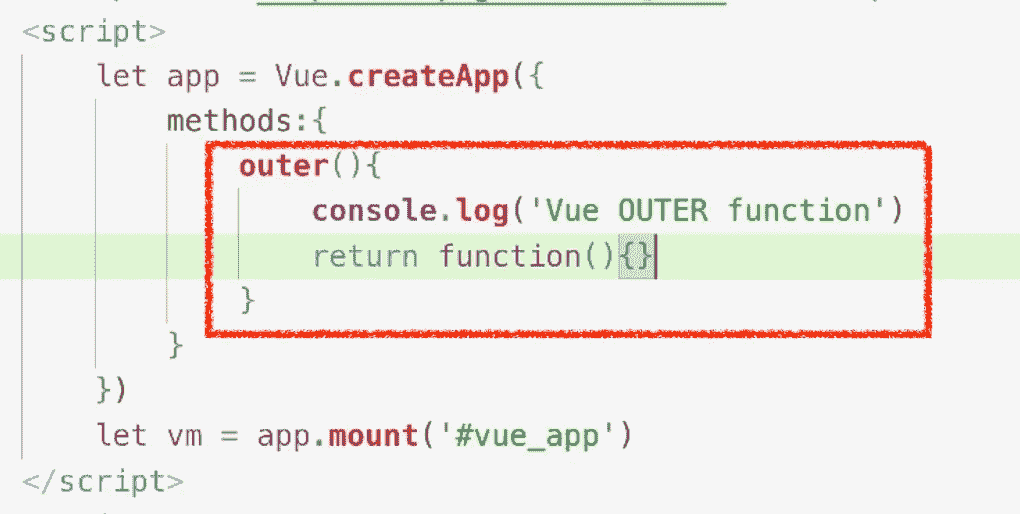 <script>
let app = Vue.createApp({
methods:{
outer(){
console.log('Vue OUTER function')
return function(){}
}
}
})
let vm = app.mount('#vue_app')
</script>